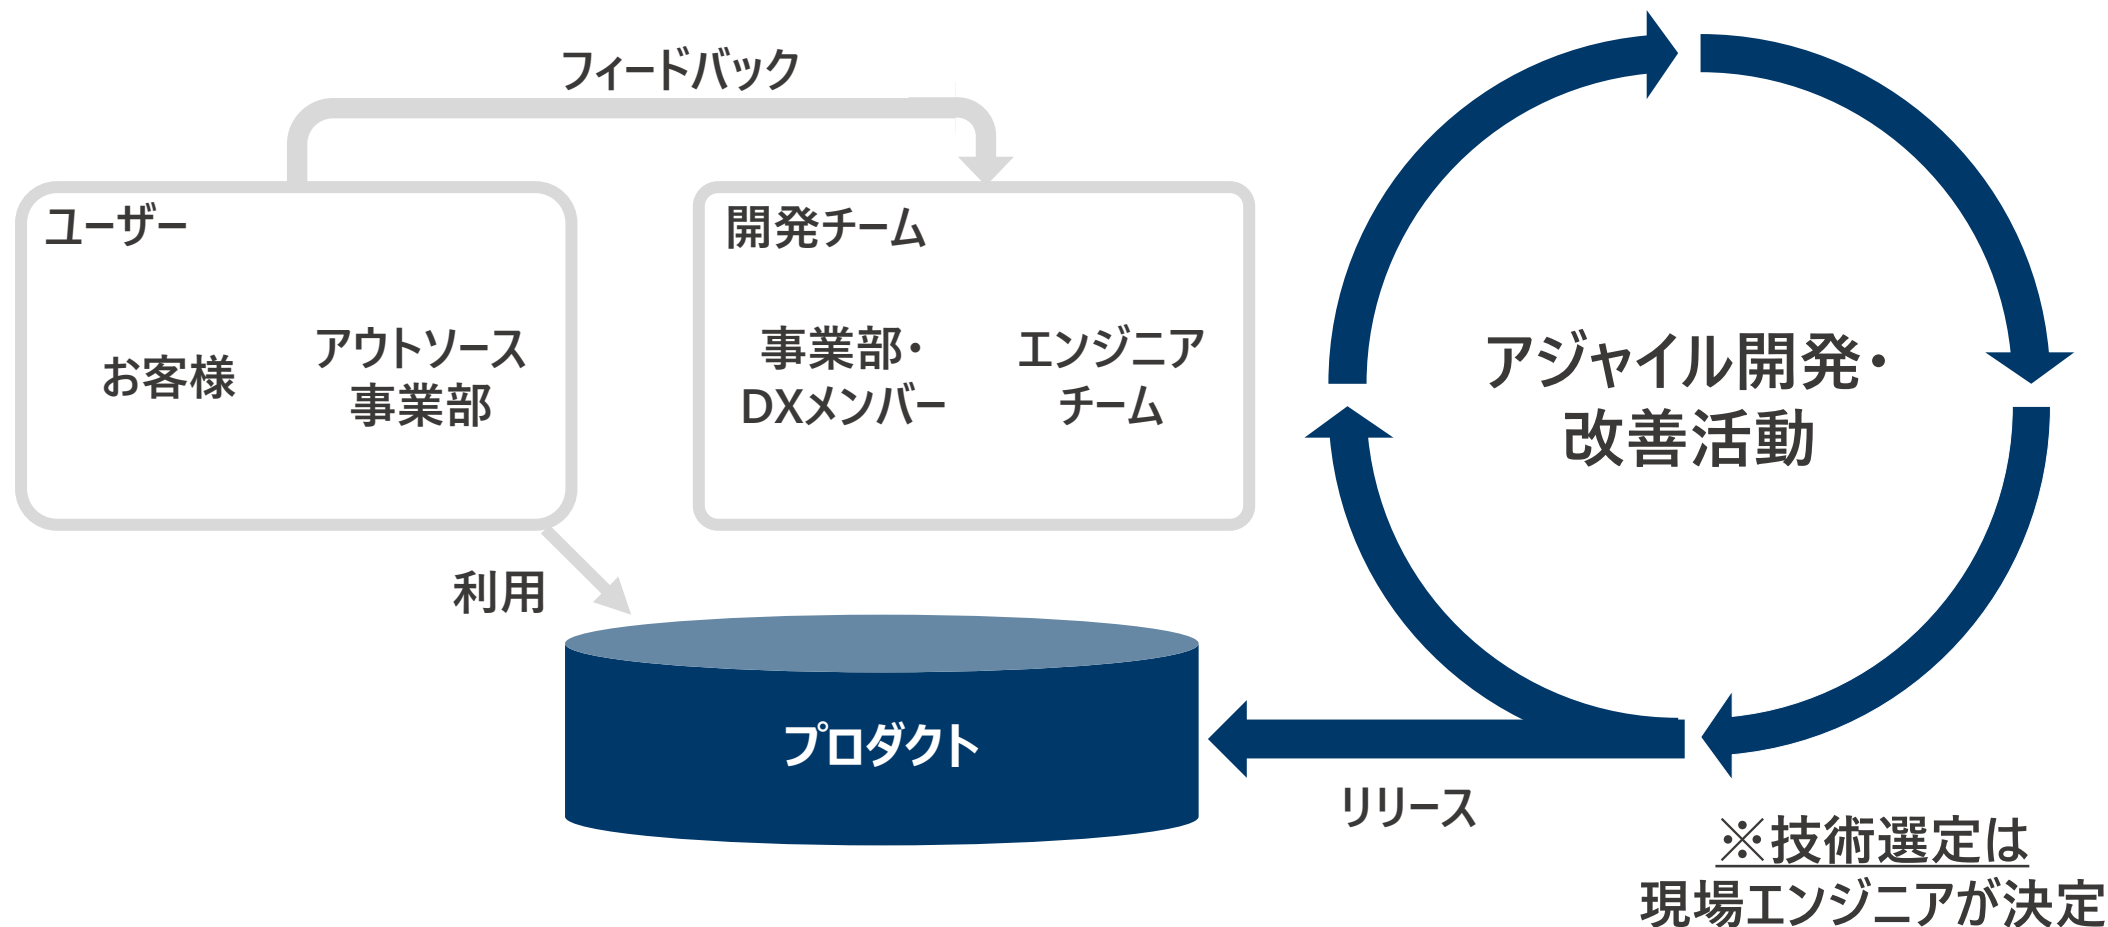 フィードバック
ユーザー
お客様
アウトソース
事業部
開発チーム
事業部・
DXメンバー
エンジニア
チーム
アジャイル開発・
改善活動
利用
プロダクト
リリース
※技術選定は
現場エンジニアが決定